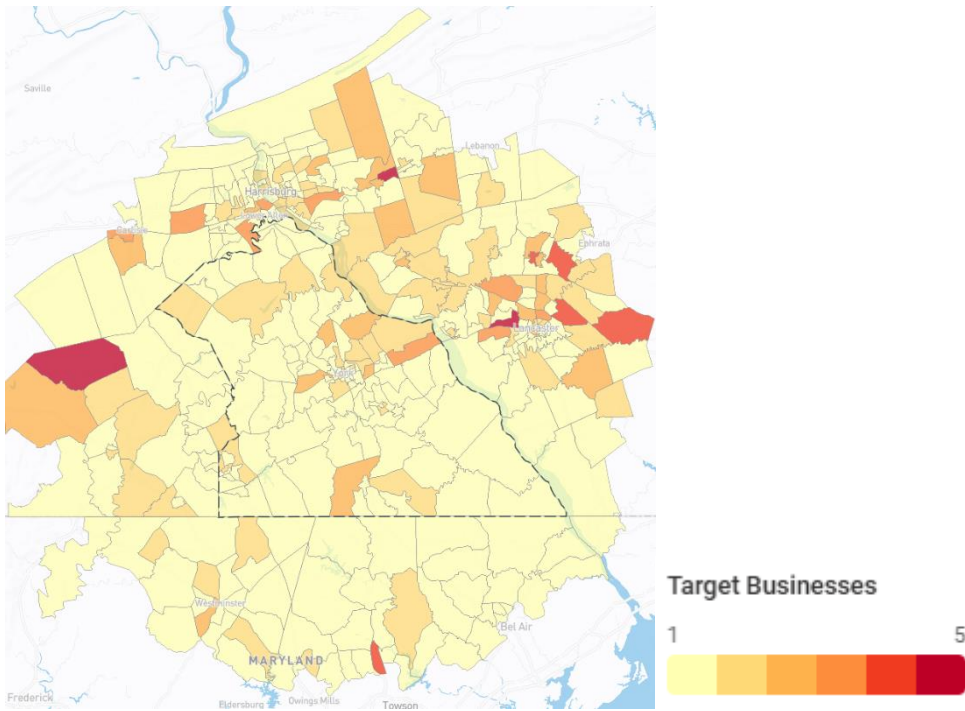 Saville
Lebanon
Harrisburg
Carlisle
Ephrata
Lancaster
York
Westminster
Bel Air
MARYLAND
Frederick
Eldersburg
Owings Mills
Towson
Target Businesses
1 5